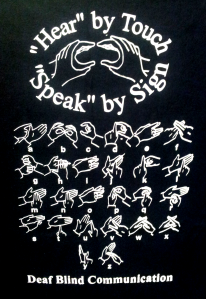 "Hear" by Touch
"Speak" by Sign
a b c d e f
g h i j k l
m n o p q r
s t u v w x
y z
Deaf Blind Communication